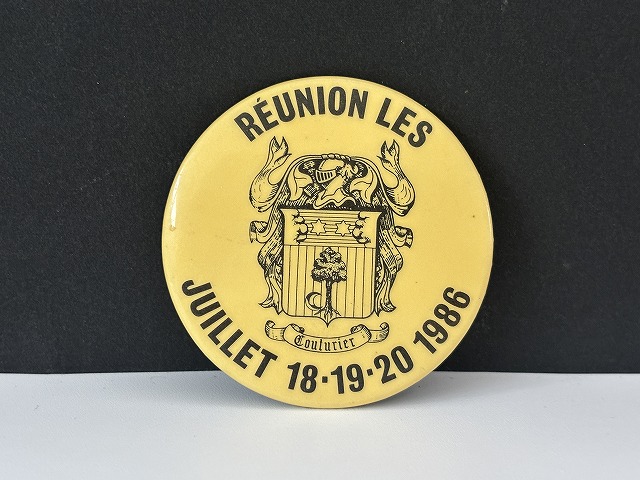 RÉUNION LES
Couturier
JUILLET 18·19·20 1986